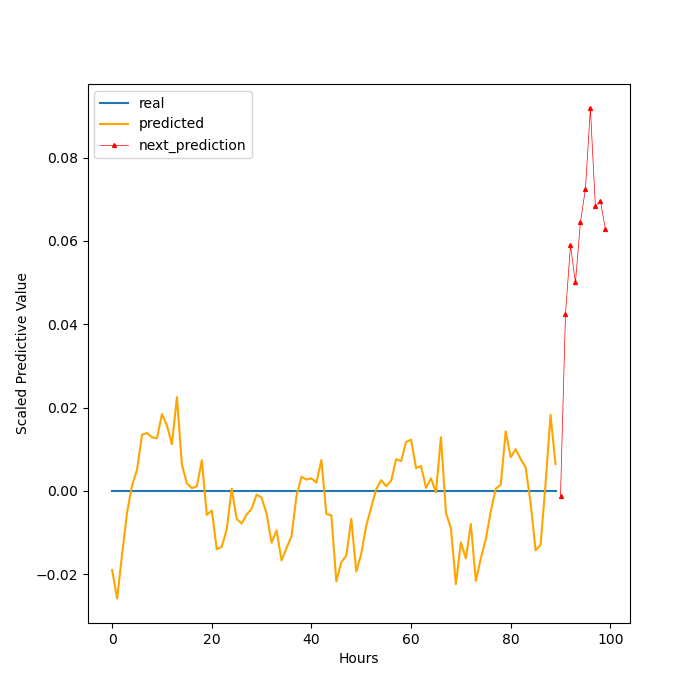 real
predicted
next_prediction
0.08
0.06
0.04
0.02
0.00
−0.02
Scaled Predictive Value
0 20 40 60 80 100
Hours